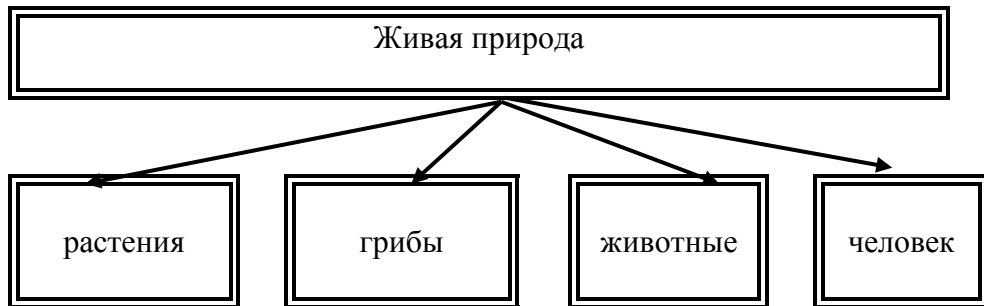 Живая природа
растения
грибы
животные
человек